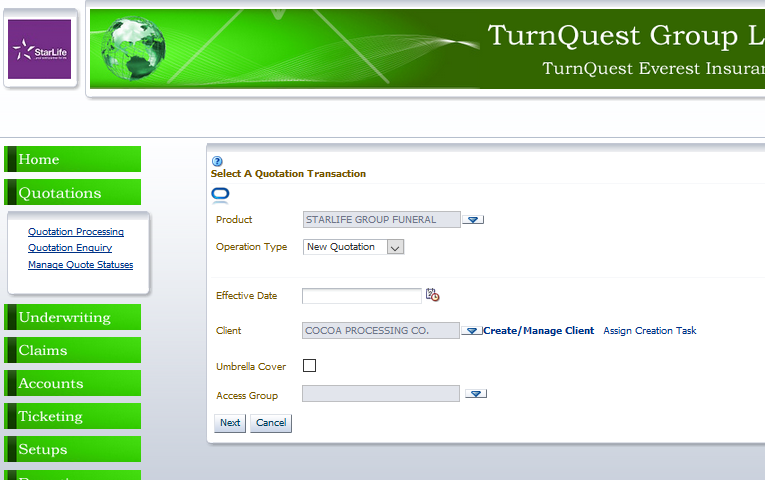 StarLife
TurnQuest Group L
TurnQuest Everest Insuran
Home
Quotations
Quotation Processing
Quotation Enquiry
Manage Quote Statuses
Underwriting
Claims
Accounts
Ticketing
Setups
Select A Quotation Transaction
Product STARLIFE GROUP FUNERAL
Operation Type New Quotation
Effective Date
Client COCOA PROCESSING CO. Create/Manage Client Assign Creation Task
Umbrella Cover
Access Group
Next Cancel